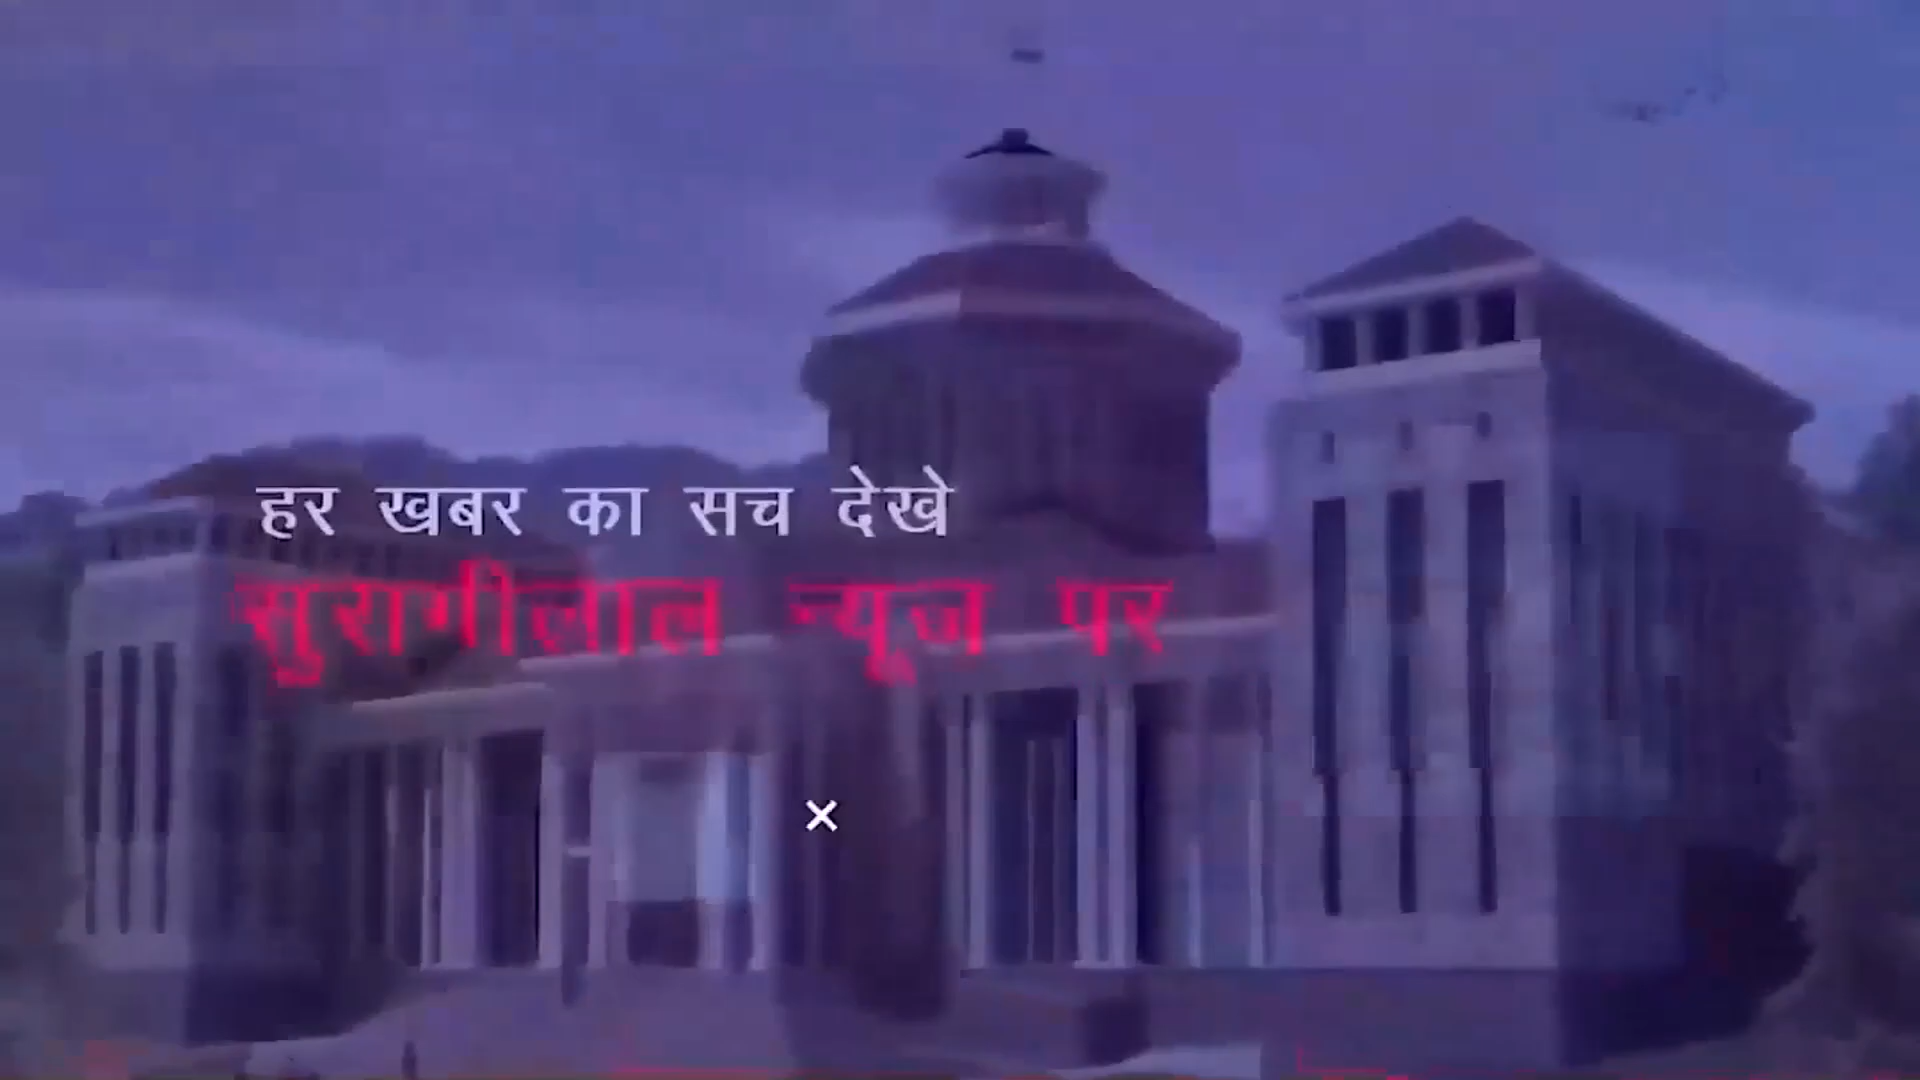 हर खबर का सच देखे
सुरागीलाल न्यूज पर